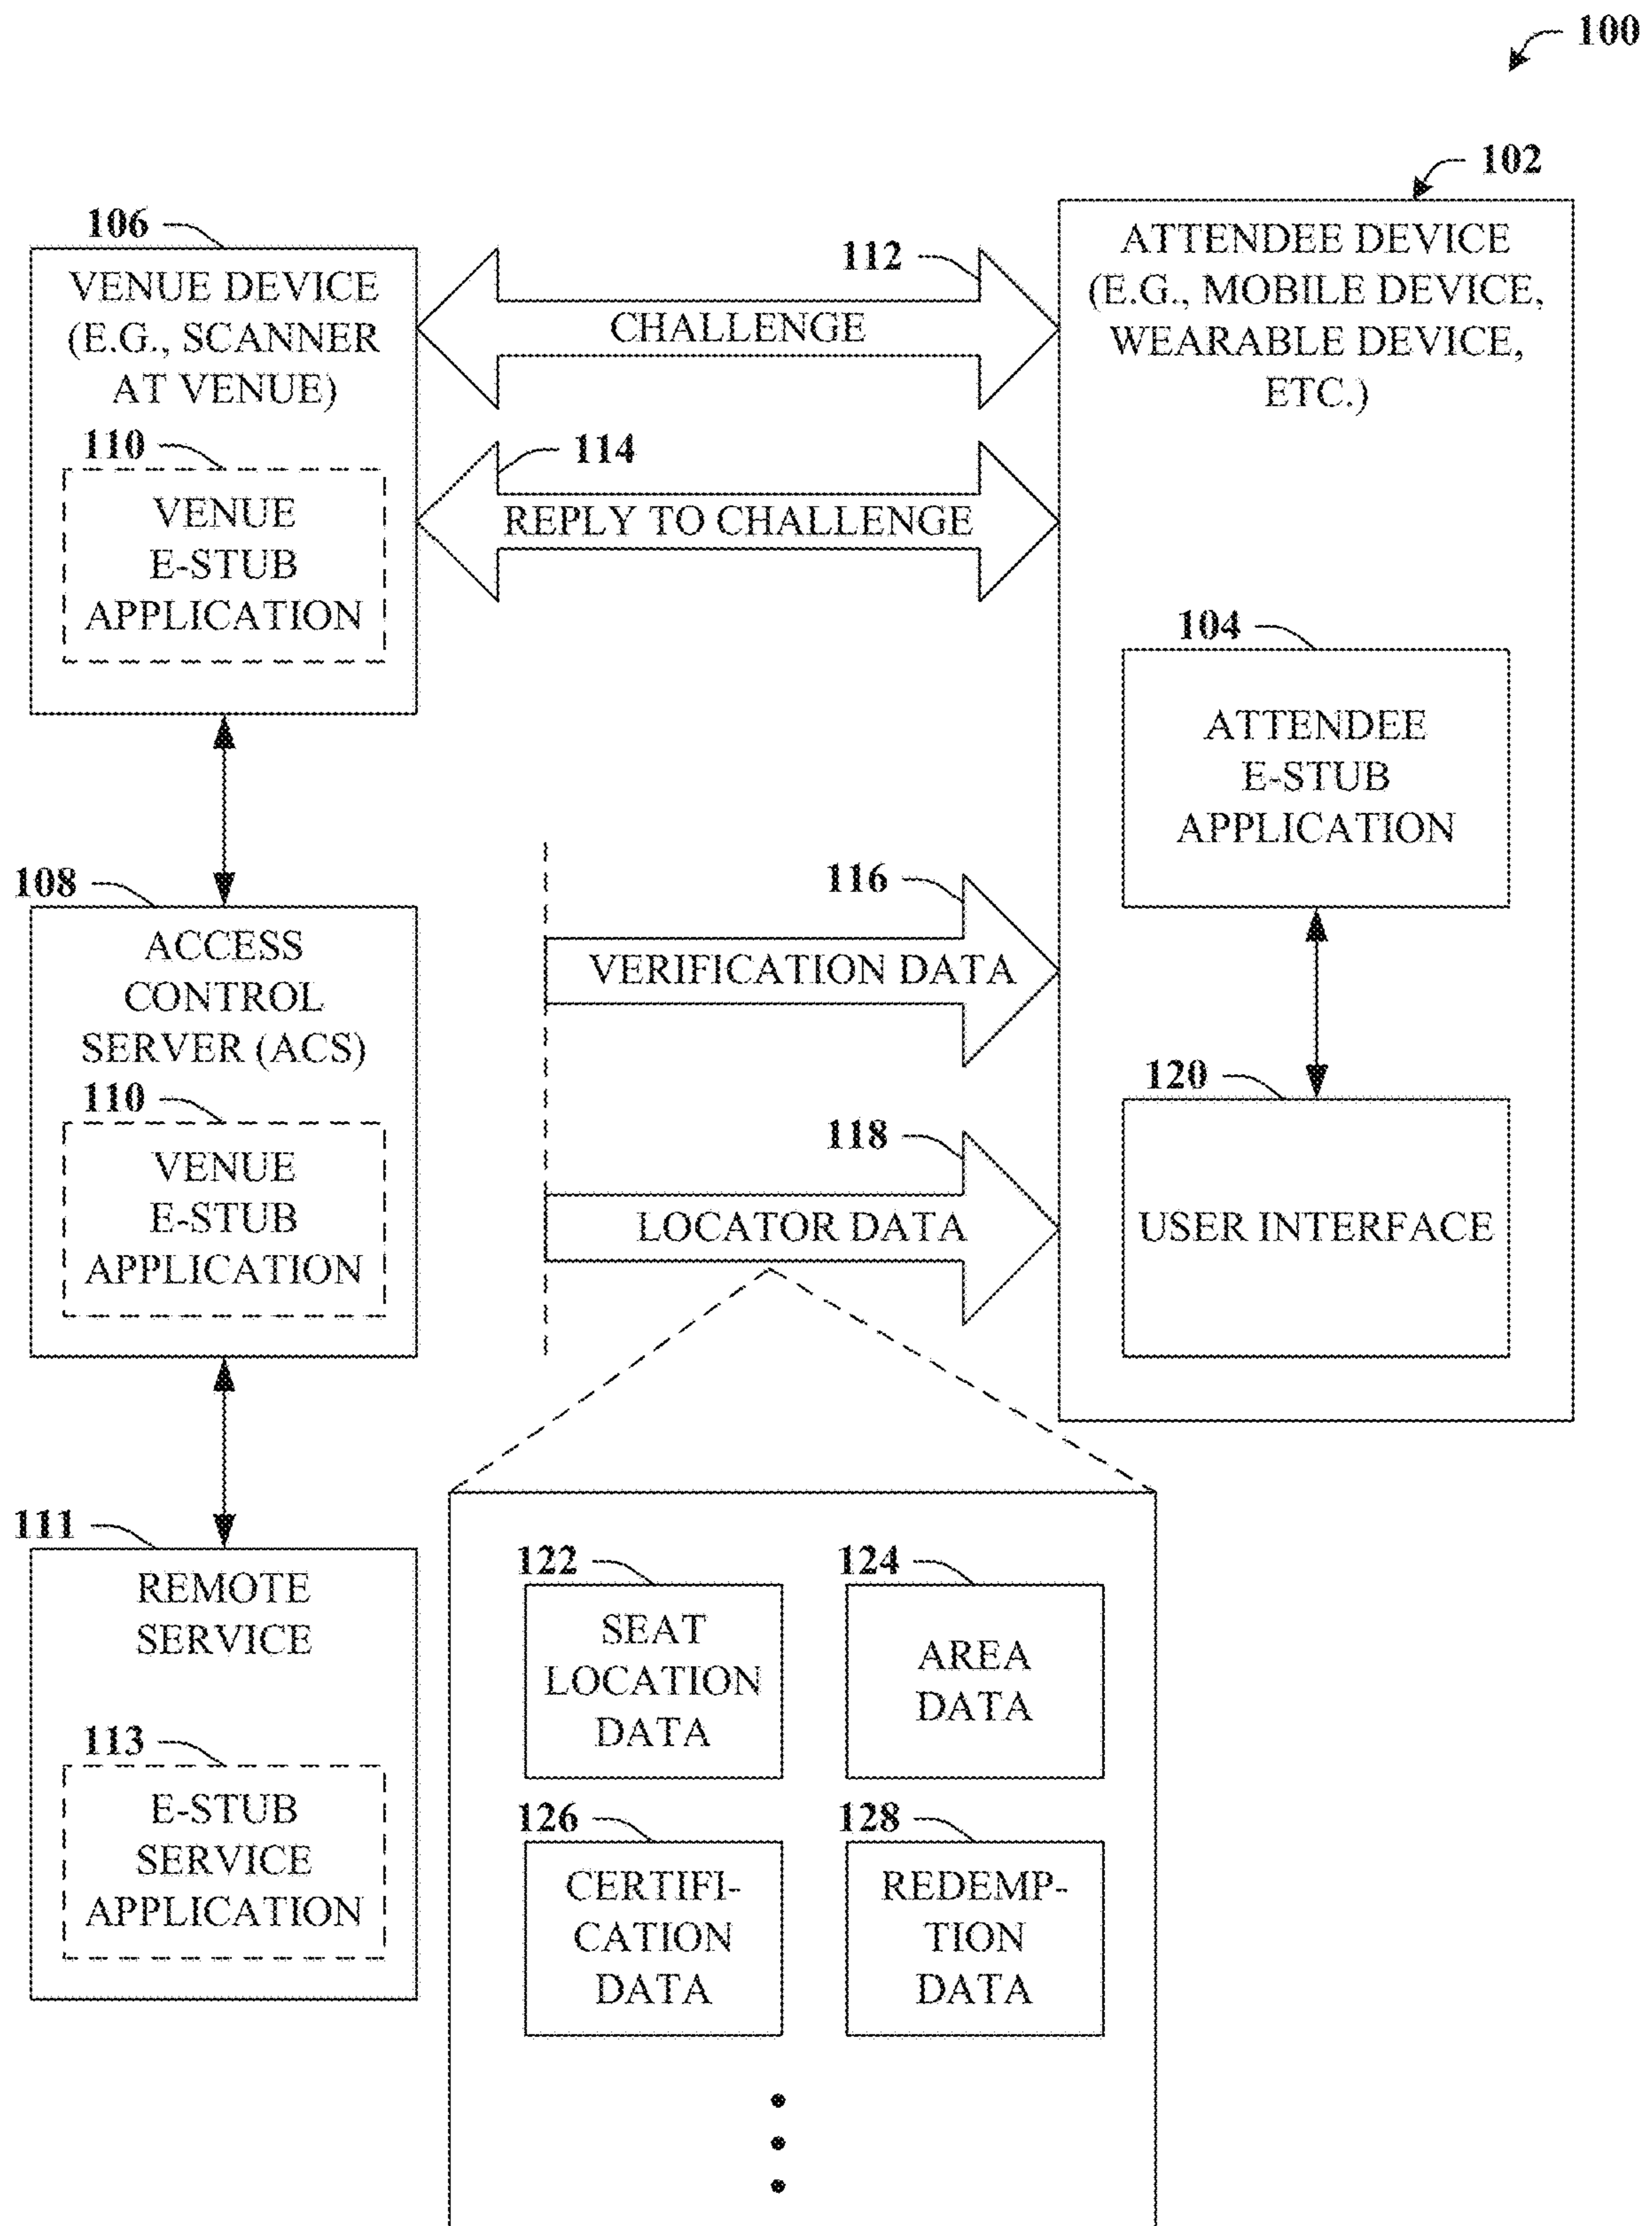 100
102
106
VENUE DEVICE
(E.G., SCANNER
AT VENUE)
110
VENUE
E-STUB
APPLICATION
112
CHALLENGE
114
REPLY TO CHALLENGE
ATTENDEE DEVICE
(E.G., MOBILE DEVICE,
WEARABLE DEVICE,
ETC.)
104
ATTENDEE
E-STUB
APPLICATION
108
ACCESS
CONTROL
SERVER (ACS)
110
VENUE
E-STUB
APPLICATION
116
VERIFICATION DATA
118
LOCATOR DATA
120
USER INTERFACE
111
REMOTE
SERVICE
113
E-STUB
SERVICE
APPLICATION
122
SEAT
LOCATION
DATA
124
AREA
DATA
126
CERTIFI-
CATION
DATA
128
REDEMP-
TION
DATA